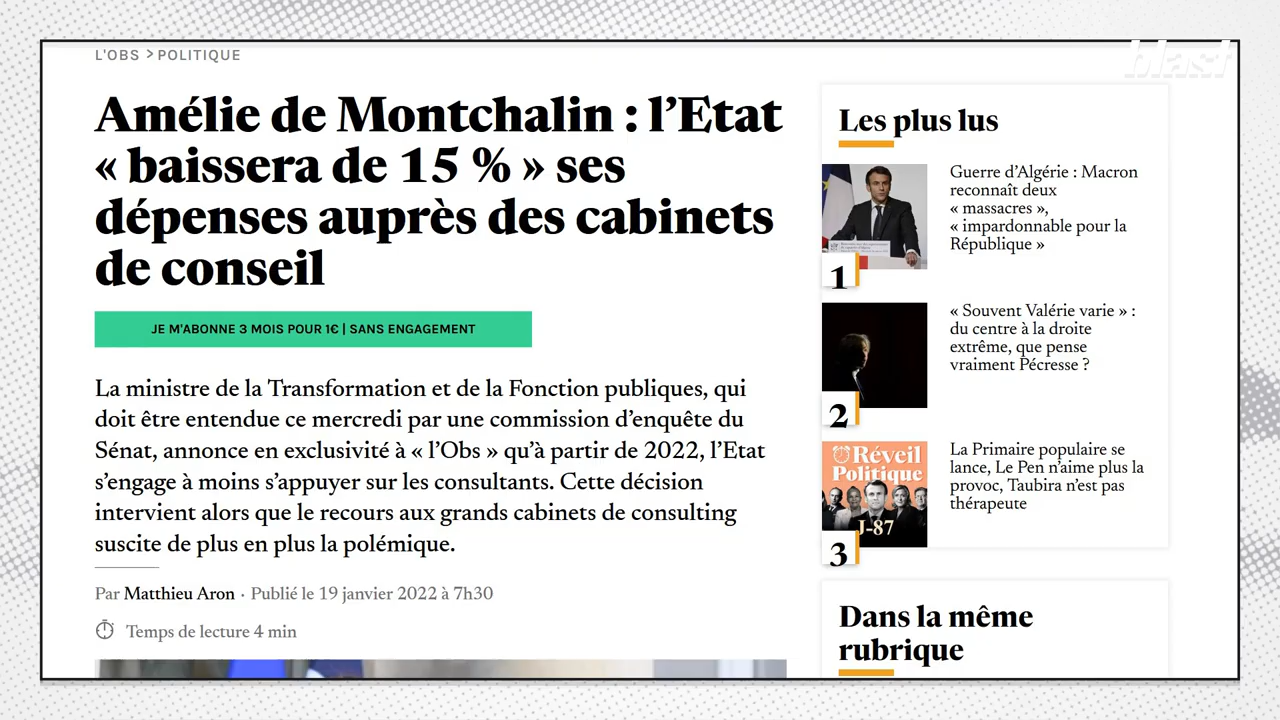 L'OBS > POLITIQUE
Amélie de Montchalin : l’Etat
« baissera de 15 % » ses
dépenses auprès des cabinets
de conseil
JE M'ABONNE 3 MOIS POUR 1€ | SANS ENGAGEMENT
La ministre de la Transformation et de la Fonction publiques, qui
doit être entendue ce mercredi par une commission d’enquête du
Sénat, annonce en exclusivité à « l’Obs » qu’à partir de 2022, l’Etat
s’engage à moins s’appuyer sur les consultants. Cette décision
intervient alors que le recours aux grands cabinets de consulting
suscite de plus en plus la polémique.
Par Matthieu Aron · Publié le 19 janvier 2022 à 7h30
Temps de lecture 4 min
blast
Les plus lus
1
Guerre d’Algérie : Macron
reconnaît deux
« massacres »,
« impardonnable pour la
République »
2
« Souvent Valérie varie » :
du centre à la droite
extrême, que pense
vraiment Pécresse ?
Réveil
Politique
J-87
3
La Primaire populaire se
lance, Le Pen n’aime plus la
provoc, Taubira n’est pas
thérapeute
Dans la même
rubrique